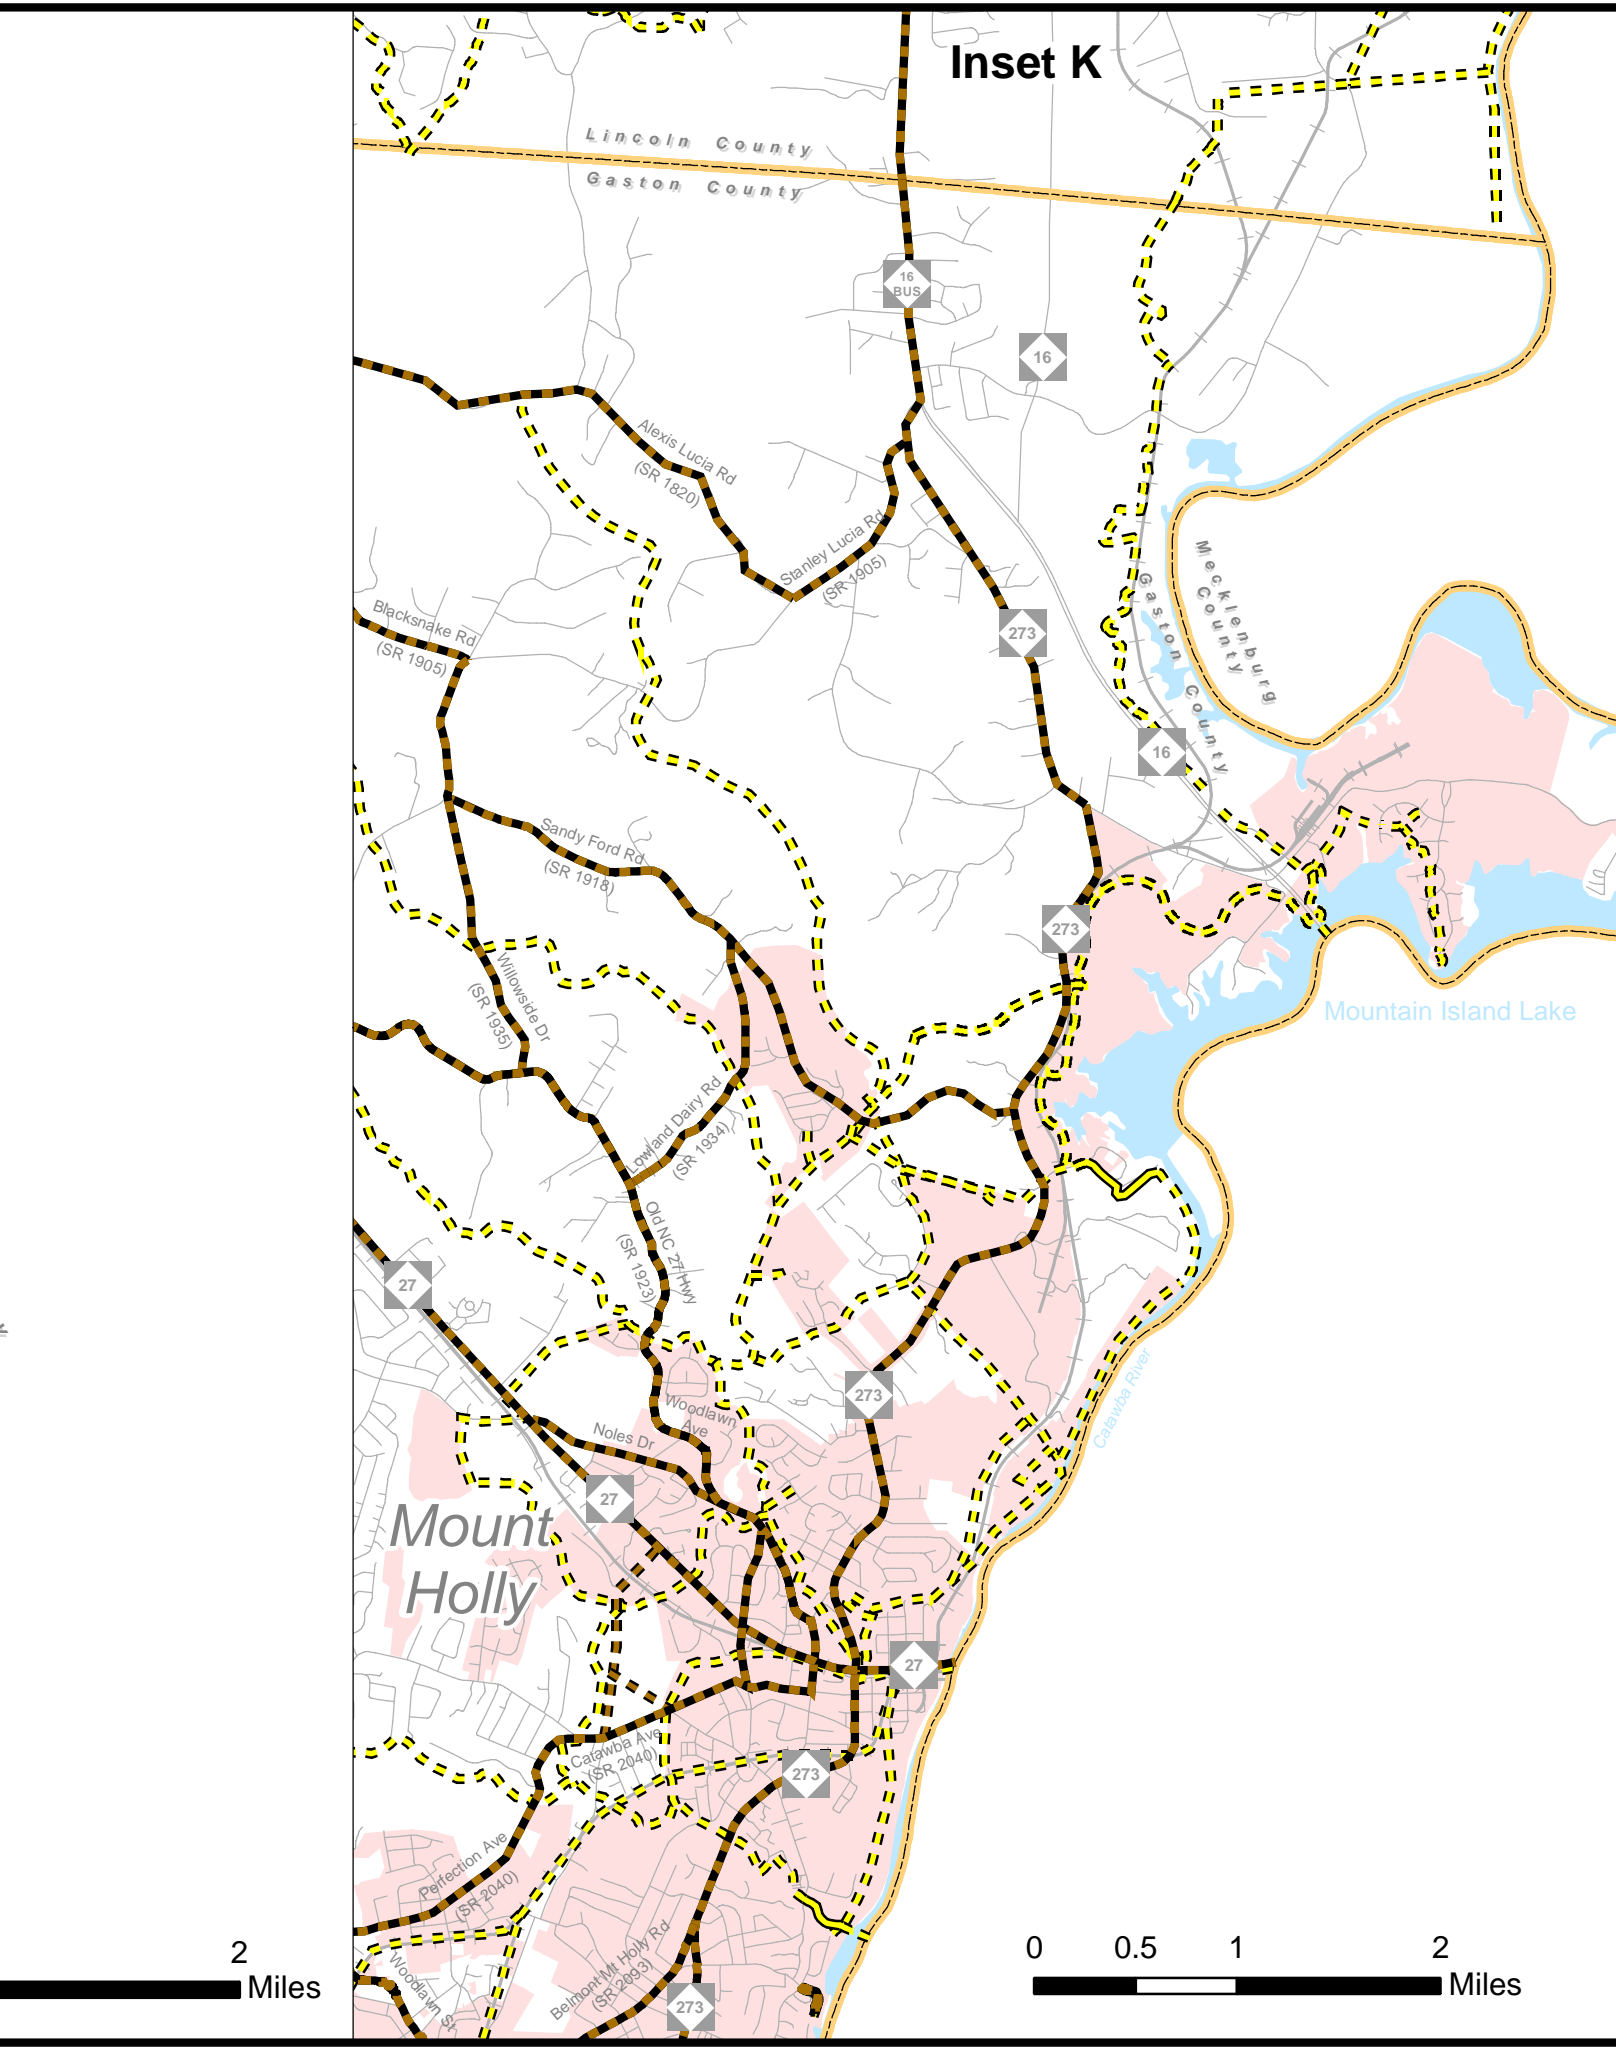 Inset K
Lincoln County
Gaston County
16
BUS
16
Alexis Lucia Rd
(SR 1820)
Stanley Lucia Rd
(SR 1905)
Mecklenburg
County
Gaston County
Blacksnake Rd
(SR 1905)
273
16
Sandy Ford Rd
(SR 1918)
273
Willowside Dr
(SR 1935)
Mountain Island Lake
Lowland Dairy Rd
(SR 1934)
Old NC 27 Hwy
(SR 1923)
27
Catawba River
273
Woodlawn
Ave
Noles Dr
27
Mount
Holly
27
Catawba Ave
(SR 2040)
273
Perfection Ave
(SR 2040)
Belmont Mt Holly Rd
(SR 2093)
Woodlawn St
273
2
Miles
0 0.5 1 2
Miles